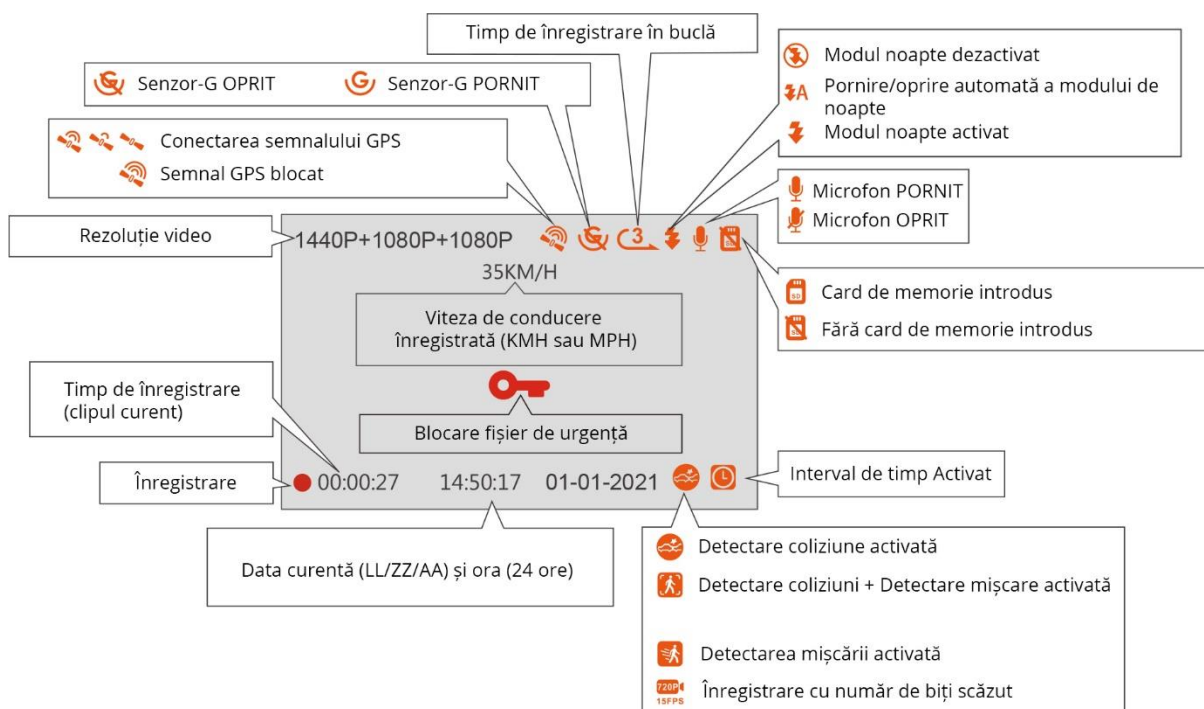 Timp de înregistrare în buclă
Senzor-G OPRIT
Senzor-G PORNIT
Conectarea semnalului GPS
Semnal GPS blocat
Modul noapte dezactivat
A Pornire/oprire automată a modului de
noapte
Modul noapte activat
Microfon PORNIT
Microfon OPRIT
Rezoluție video
1440P+1080P+1080P
3
35KM/H
Viteza de conducere
înregistrată (KMH sau MPH)
SD Card de memorie introdus
Fără card de memorie introdus
Timp de înregistrare
(clipul curent)
Blocare fișier de urgență
Înregistrare
00:00:27 14:50:17 01-01-2021
Interval de timp Activat
Data curentă (LL/ZZ/AA) și ora (24 ore)
Detectare coliziune activată
Detectare coliziuni + Detectare mișcare activată
Detectarea mișcării activată
720P
15FPS
Înregistrare cu număr de biți scăzut